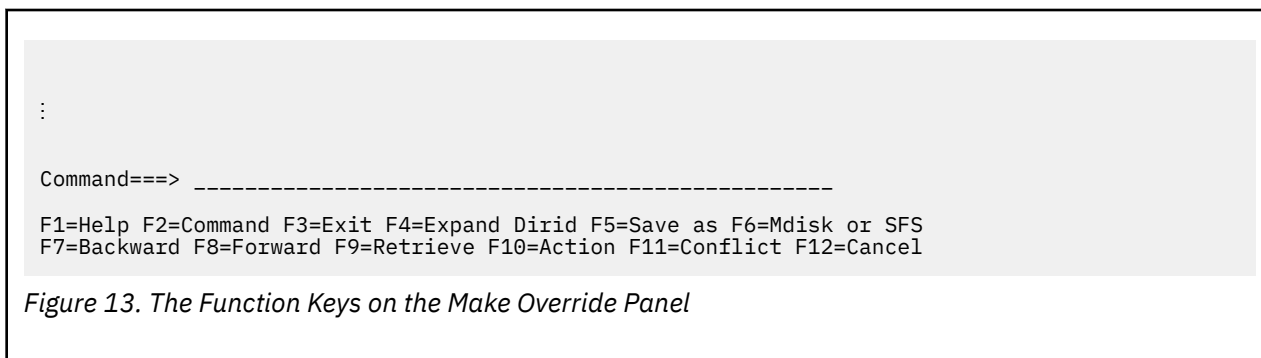 ⋮
Command===> __________________________________________________
F1=Help F2=Command F3=Exit F4=Expand Dirid F5=Save as F6=Mdisk or SFS
F7=Backward F8=Forward F9=Retrieve F10=Action F11=Conflict F12=Cancel
Figure 13. The Function Keys on the Make Override Panel